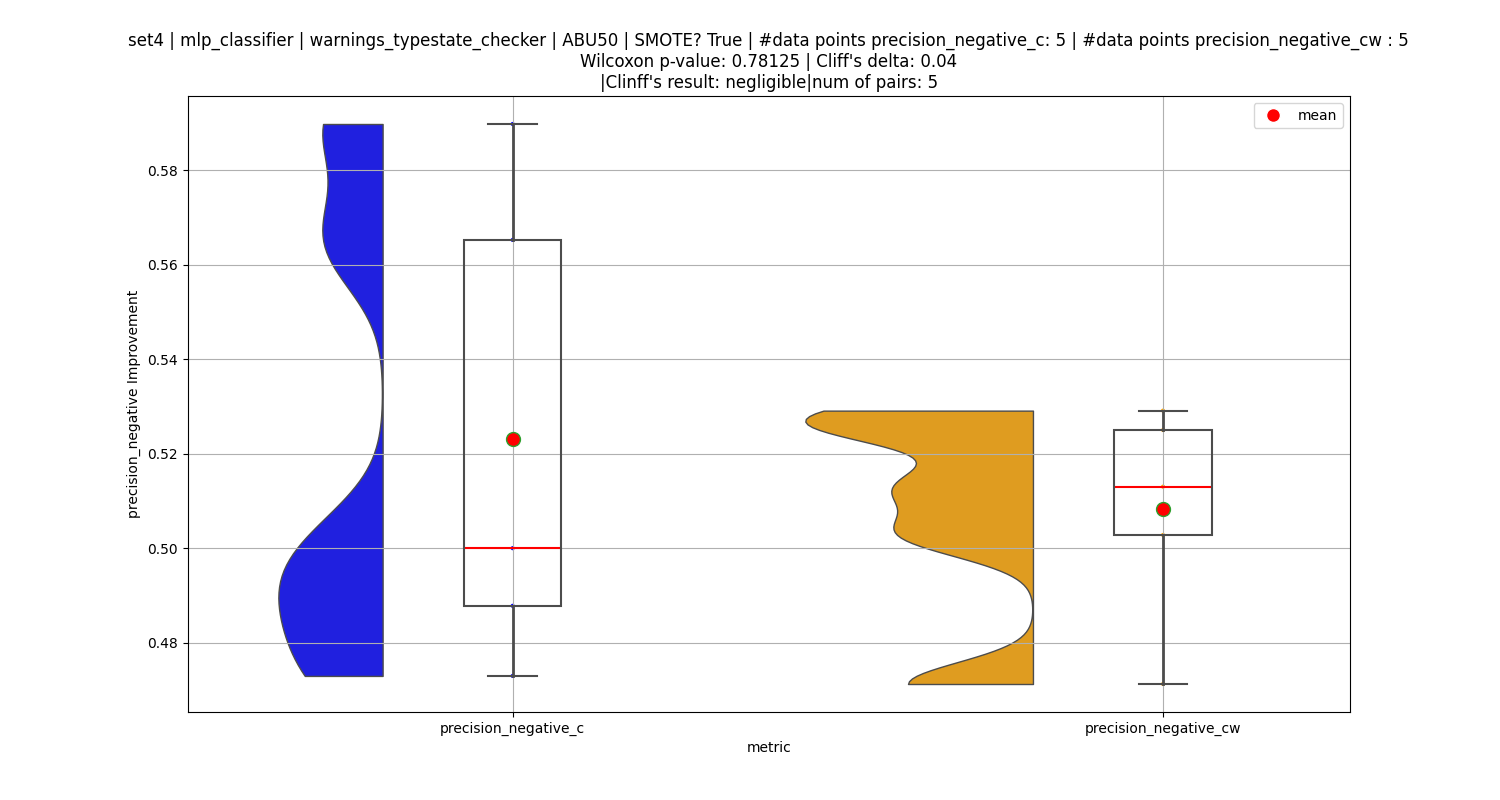 set4 | mlp_classifier | warnings_typestate_checker | ABU50 | SMOTE? True | #data points precision_negative_c: 5 | #data points precision_negative_cw : 5
Wilcoxon p-value: 0.78125 | Cliff's delta: 0.04
|Clinff's result: negligible|num of pairs: 5
mean
precision_negative Improvement
0.58
0.56
0.54
0.52
0.50
0.48
precision_negative_c
precision_negative_cw
metric